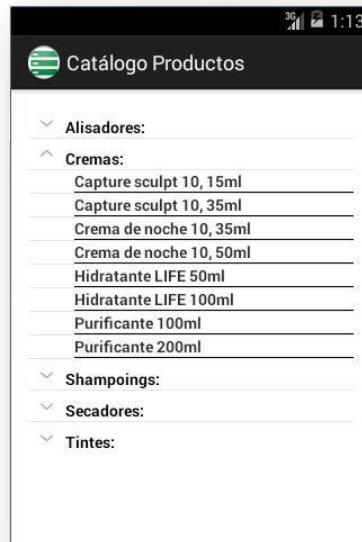 3G 1:13
Catálogo Productos
Alisadores:
Cremas:
Capture sculpt 10, 15ml
Capture sculpt 10, 35ml
Crema de noche 10, 35ml
Crema de noche 10, 50ml
Hidratante LIFE 50ml
Hidratante LIFE 100ml
Purificante 100ml
Purificante 200ml
Shampoings:
Secadores:
Tintes: